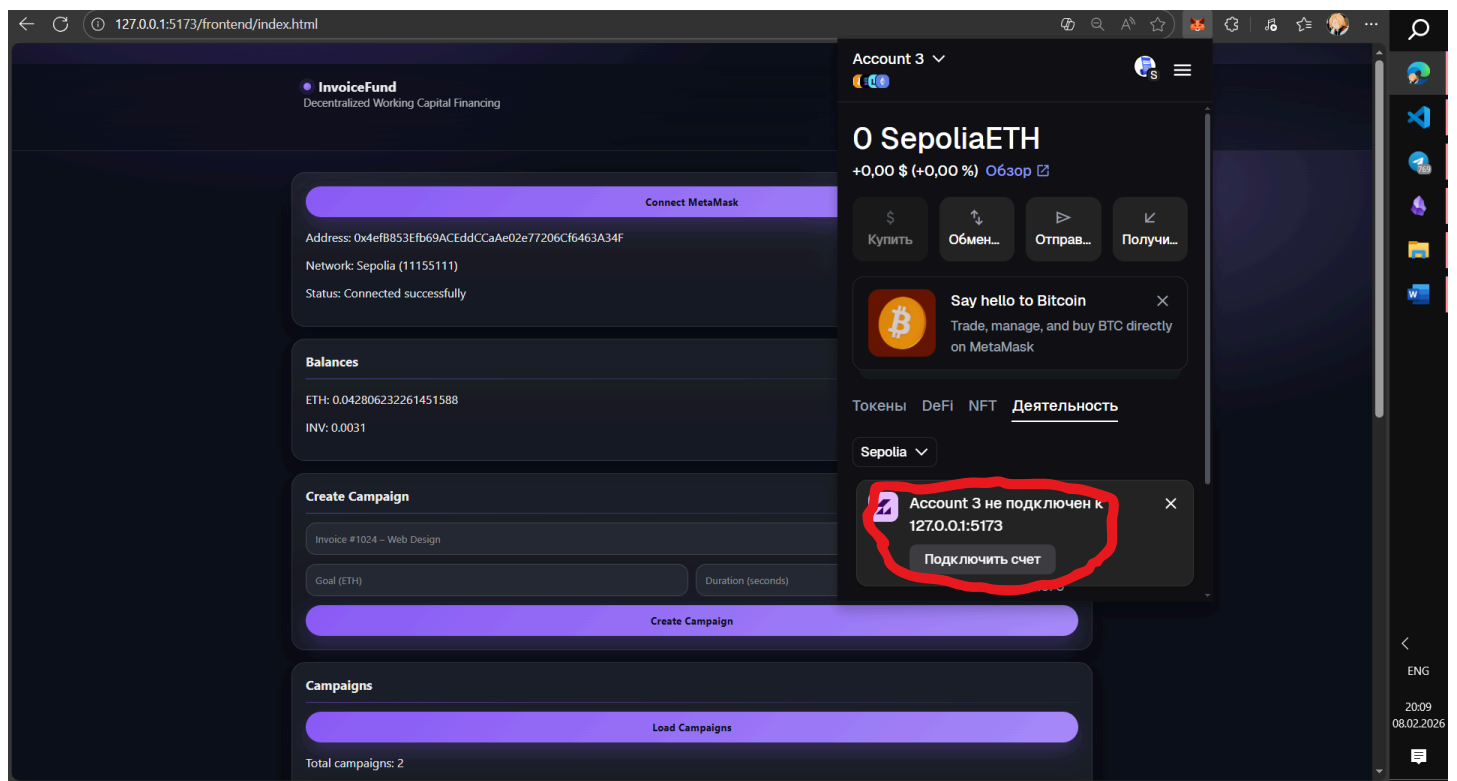 127.0.0.1:5173/frontend/index.html
InvoiceFund
Decentralized Working Capital Financing
Connect MetaMask
Address: 0x4efB853Efb69ACEddCCaAe02e77206Cf6463A34F
Network: Sepolia (11155111)
Status: Connected successfully
Balances
ETH: 0.042806232261451588
INV: 0.0031
Create Campaign
Invoice #1024 – Web Design
Goal (ETH)
Duration (seconds)
Create Campaign
Campaigns
Load Campaigns
Total campaigns: 2
Account 3
S
0 SepoliaETH
+0,00 $ (+0,00 %) Обзор
$
Купить
Обмен...
Отправ...
Получи...
Say hello to Bitcoin
Trade, manage, and buy BTC directly
on MetaMask
Токены DeFi NFT Деятельность
Sepolia
Account 3 не подключен к
127.0.0.1:5173
Подключить счет
ENG
20:09
08.02.2026